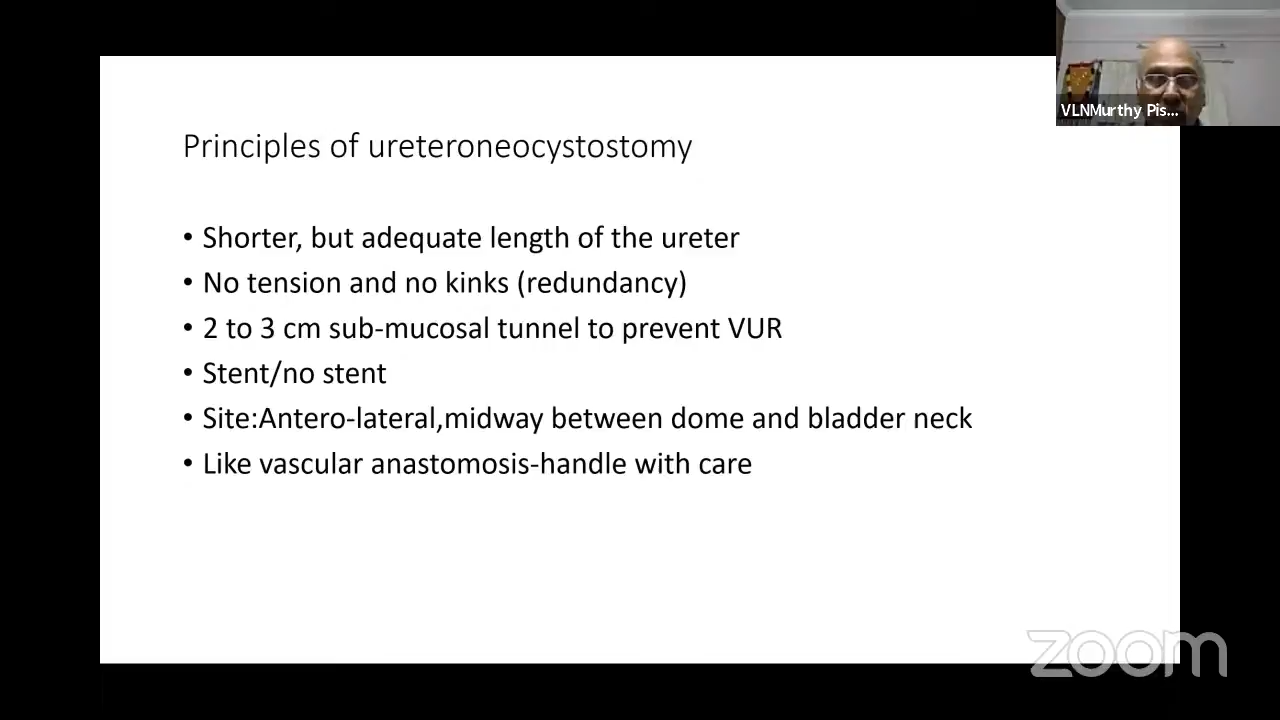 VLNMurthy Pis...
Principles of ureteroneocystostomy
• Shorter, but adequate length of the ureter
• No tension and no kinks (redundancy)
• 2 to 3 cm sub-mucosal tunnel to prevent VUR
• Stent/no stent
• Site:Antero-lateral,midway between dome and bladder neck
• Like vascular anastomosis-handle with care
zoom